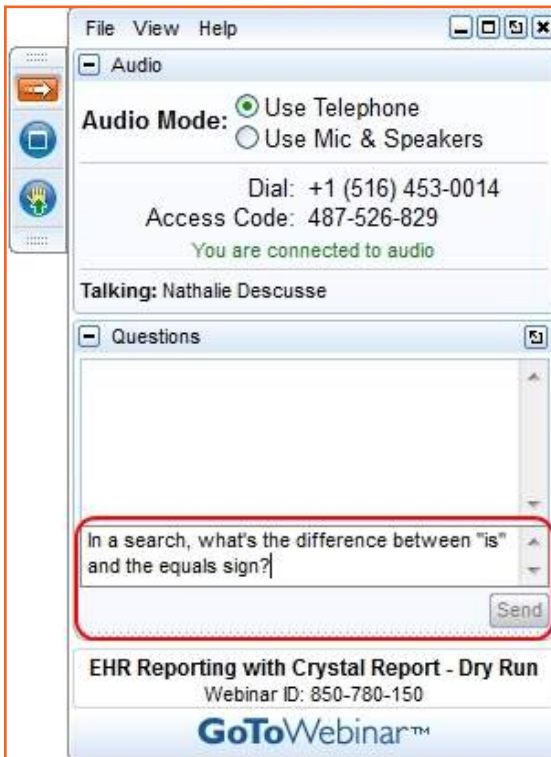 File View Help
Audio
Audio Mode: Use Telephone
Use Mic & Speakers
Dial: +1 (516) 453-0014
Access Code: 487-526-829
You are connected to audio
Talking: Nathalie Descusse
Questions
In a search, what's the difference between "is"
and the equals sign?
Send
EHR Reporting with Crystal Report - Dry Run
Webinar ID: 850-780-150
GoToWebinar™